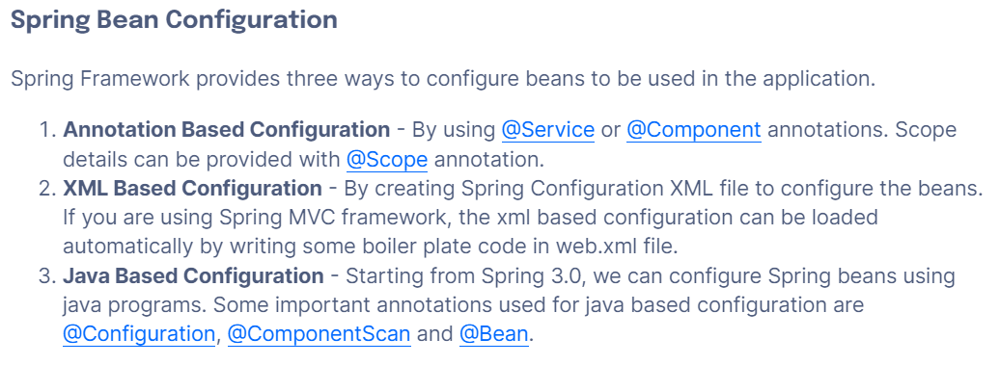 Spring Bean Configuration
Spring Framework provides three ways to configure beans to be used in the application.
1. Annotation Based Configuration - By using @Service or @Component annotations. Scope
details can be provided with @Scope annotation.
2. XML Based Configuration - By creating Spring Configuration XML file to configure the beans.
If you are using Spring MVC framework, the xml based configuration can be loaded
automatically by writing some boiler plate code in web.xml file.
3. Java Based Configuration - Starting from Spring 3.0, we can configure Spring beans using
java programs. Some important annotations used for java based configuration are
@Configuration, @ComponentScan and @Bean.